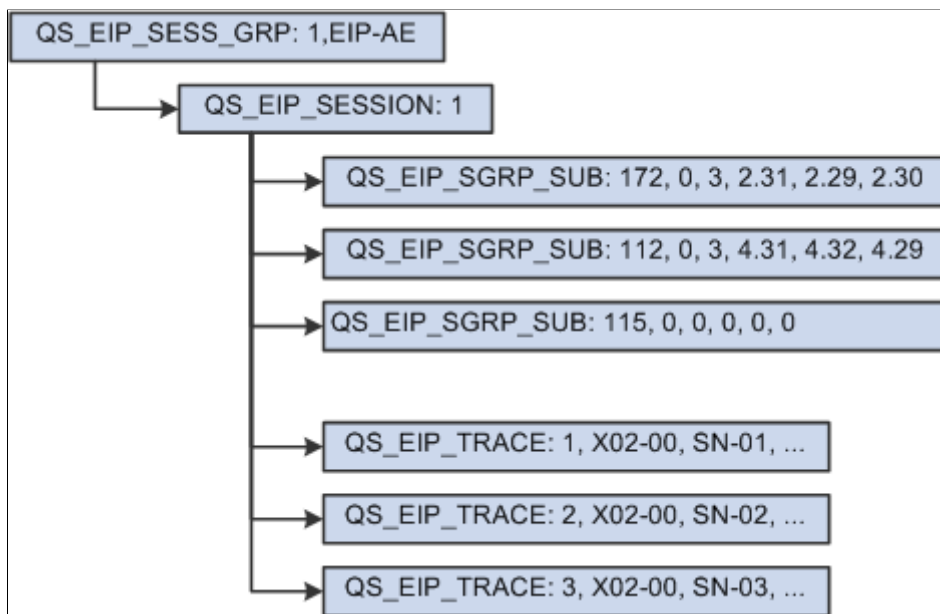 QS_EIP_SESS_GRP: 1,EIP-AE
QS_EIP_SESSION: 1
QS_EIP_SGRP_SUB: 172, 0, 3, 2.31, 2.29, 2.30
QS_EIP_SGRP_SUB: 112, 0, 3, 4.31, 4.32, 4.29
QS_EIP_SGRP_SUB: 115, 0, 0, 0, 0, 0
QS_EIP_TRACE: 1, X02-00, SN-01, ...
QS_EIP_TRACE: 2, X02-00, SN-02, ...
QS_EIP_TRACE: 3, X02-00, SN-03, ...